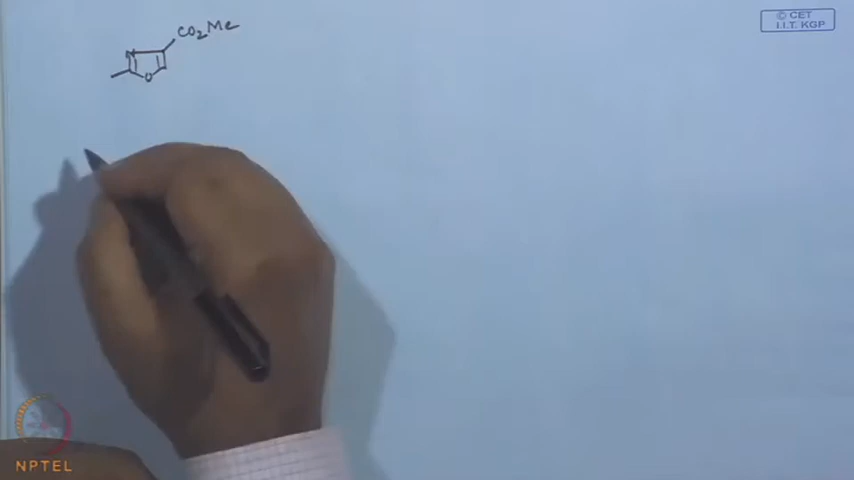 CO2Me
N
O
© CET
I.I.T. KGP
NPTEL